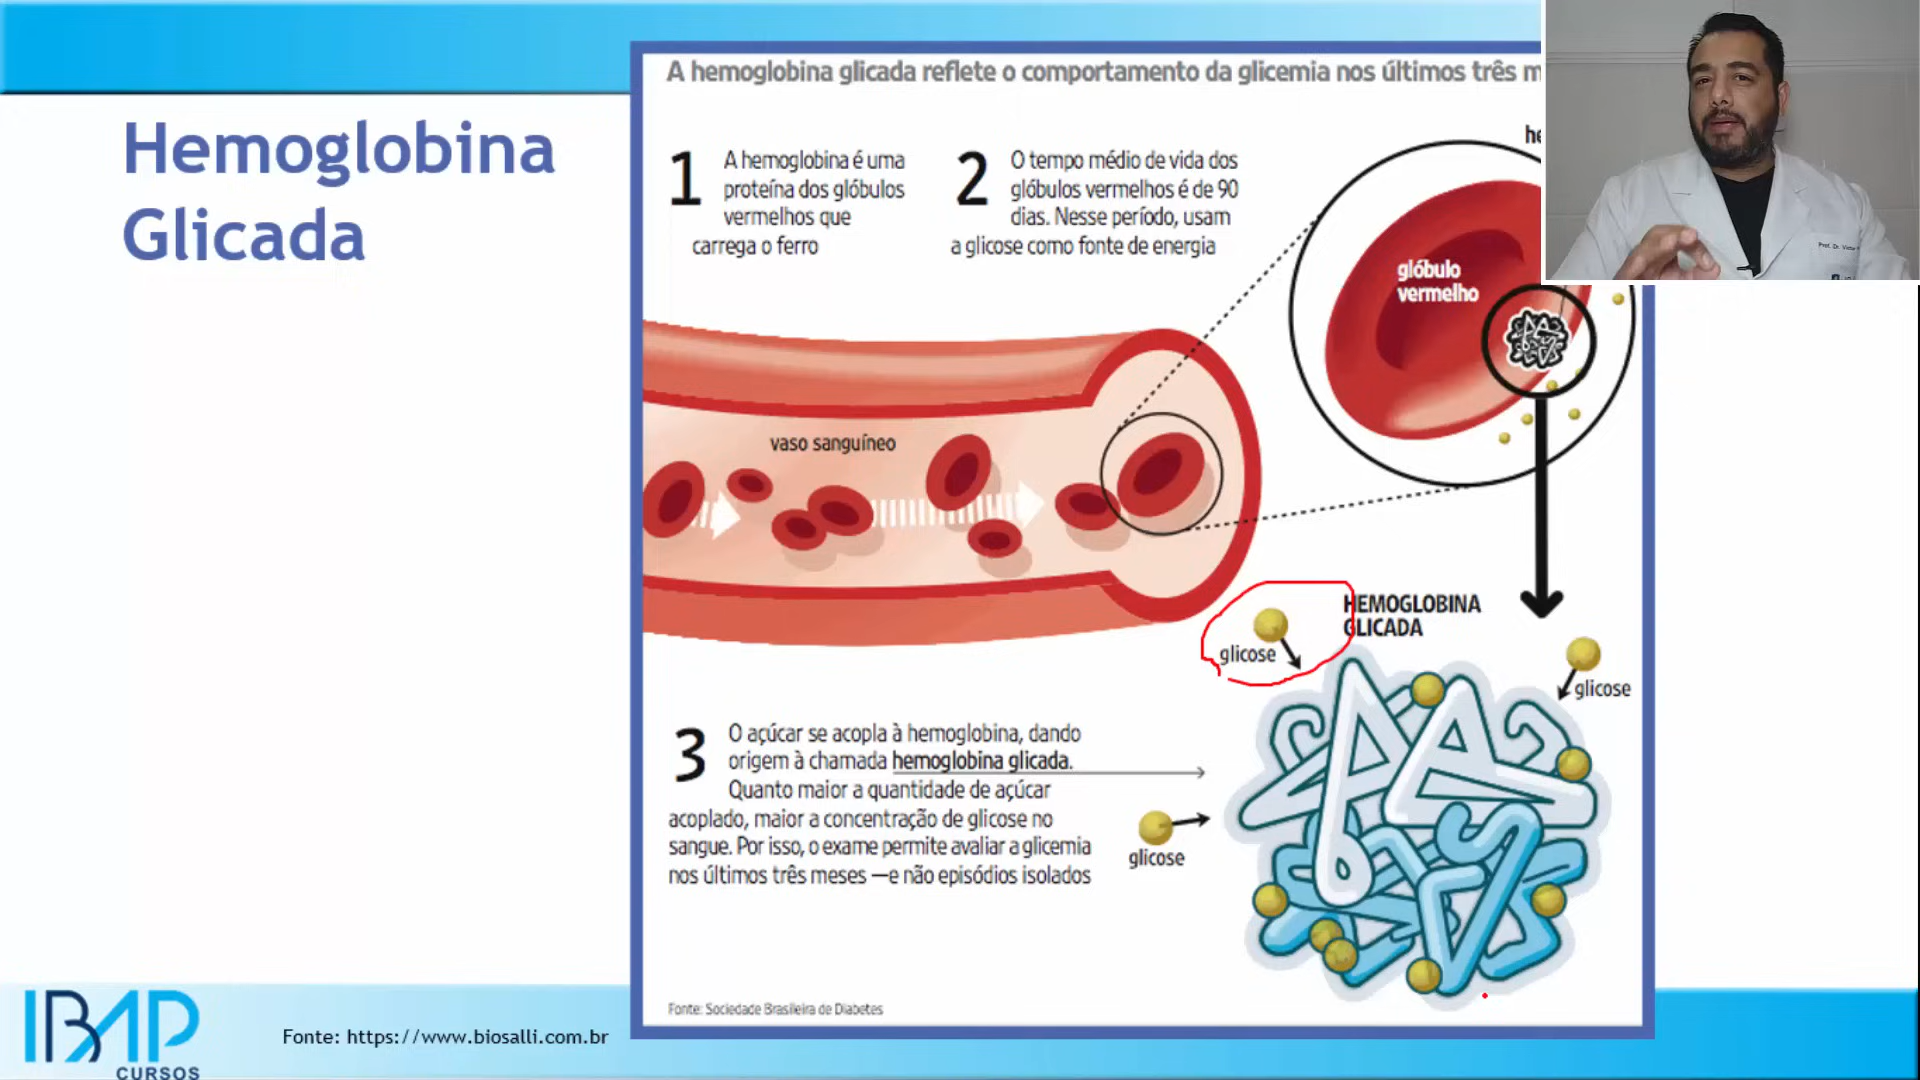 A hemoglobina glicada reflete o comportamento da glicemia nos últimos três
Hemoglobina
Glicada
1
A hemoglobina é uma
proteína dos glóbulos
vermelhos que
carrega o ferro
2
O tempo médio de vida dos
glóbulos vermelhos é de 90
dias. Nesse período, usam
a glicose como fonte de energia
glóbulo
vermelho
vaso sanguíneo
HEMOGLOBINA
GLICADA
glicose
glicose
3
O açúcar se acopla à hemoglobina, dando
origem à chamada hemoglobina glicada.
Quanto maior a quantidade de açúcar
acoplado, maior a concentração de glicose no
sangue. Por isso, o exame permite avaliar a glicemia
nos últimos três meses —e não episódios isolados
glicose
Fonte: Sociedade Brasileira de Diabetes
IBAP
CURSOS
Fonte: https://www.biosalli.com.br
Prof. Dr.